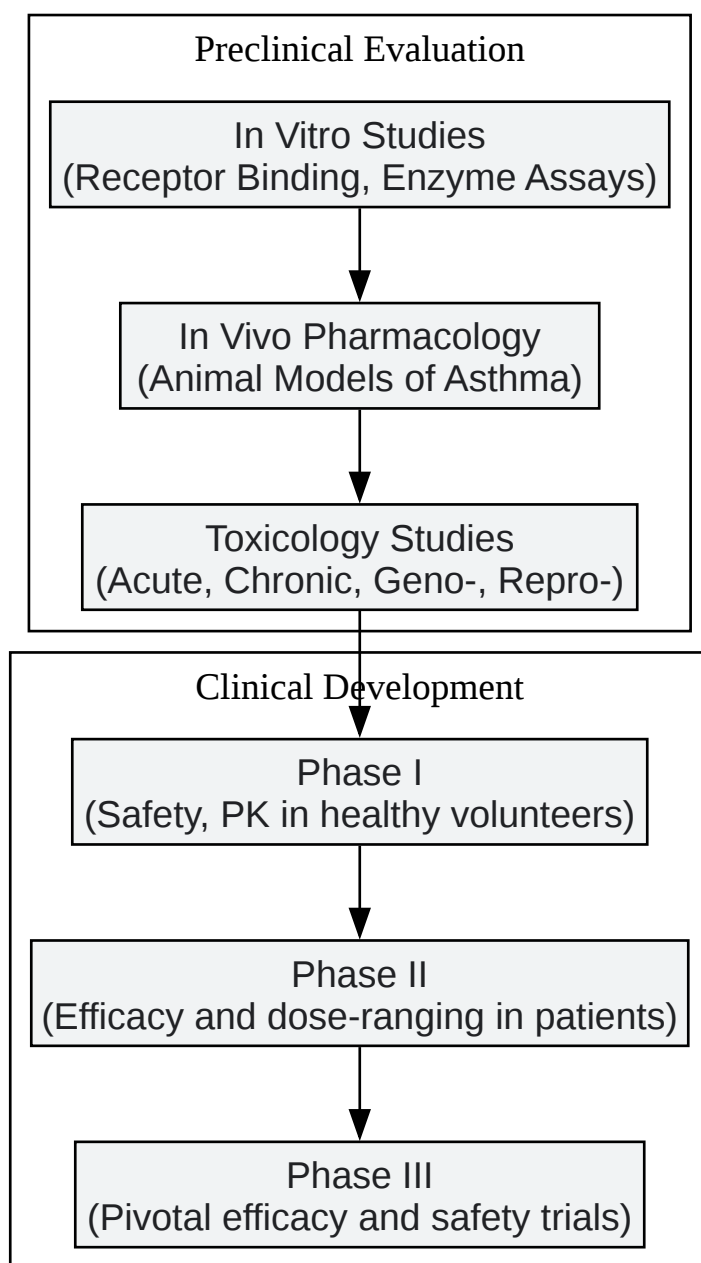 Preclinical Evaluation
In Vitro Studies
(Receptor Binding, Enzyme Assays)
In Vivo Pharmacology
(Animal Models of Asthma)
Toxicology Studies
(Acute, Chronic, Geno-, Repro-)
Clinical Development
Phase I
(Safety, PK in healthy volunteers)
Phase II
(Efficacy and dose-ranging in patients)
Phase III
(Pivotal efficacy and safety trials)